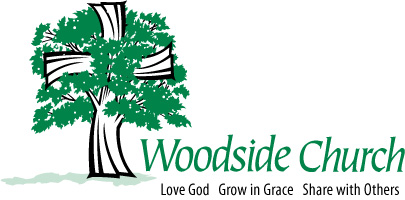 Woodside Church
Love God Grow in Grace Share with Others